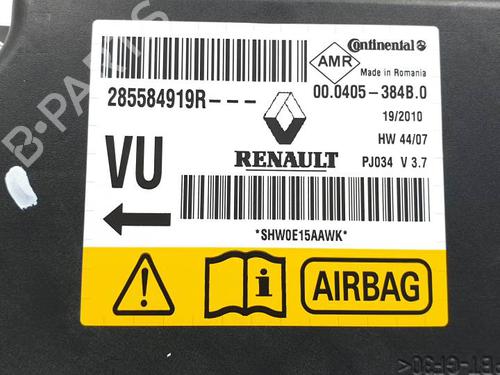 Continental
AMR
Made in Romania
285584919R---
00.0405-384B.0
19/2010
VU
HW 44/07
RENAULT
PJ034 V 3.7
*SHW0E15AAWK*
i
AIRBAG
B-PARTS